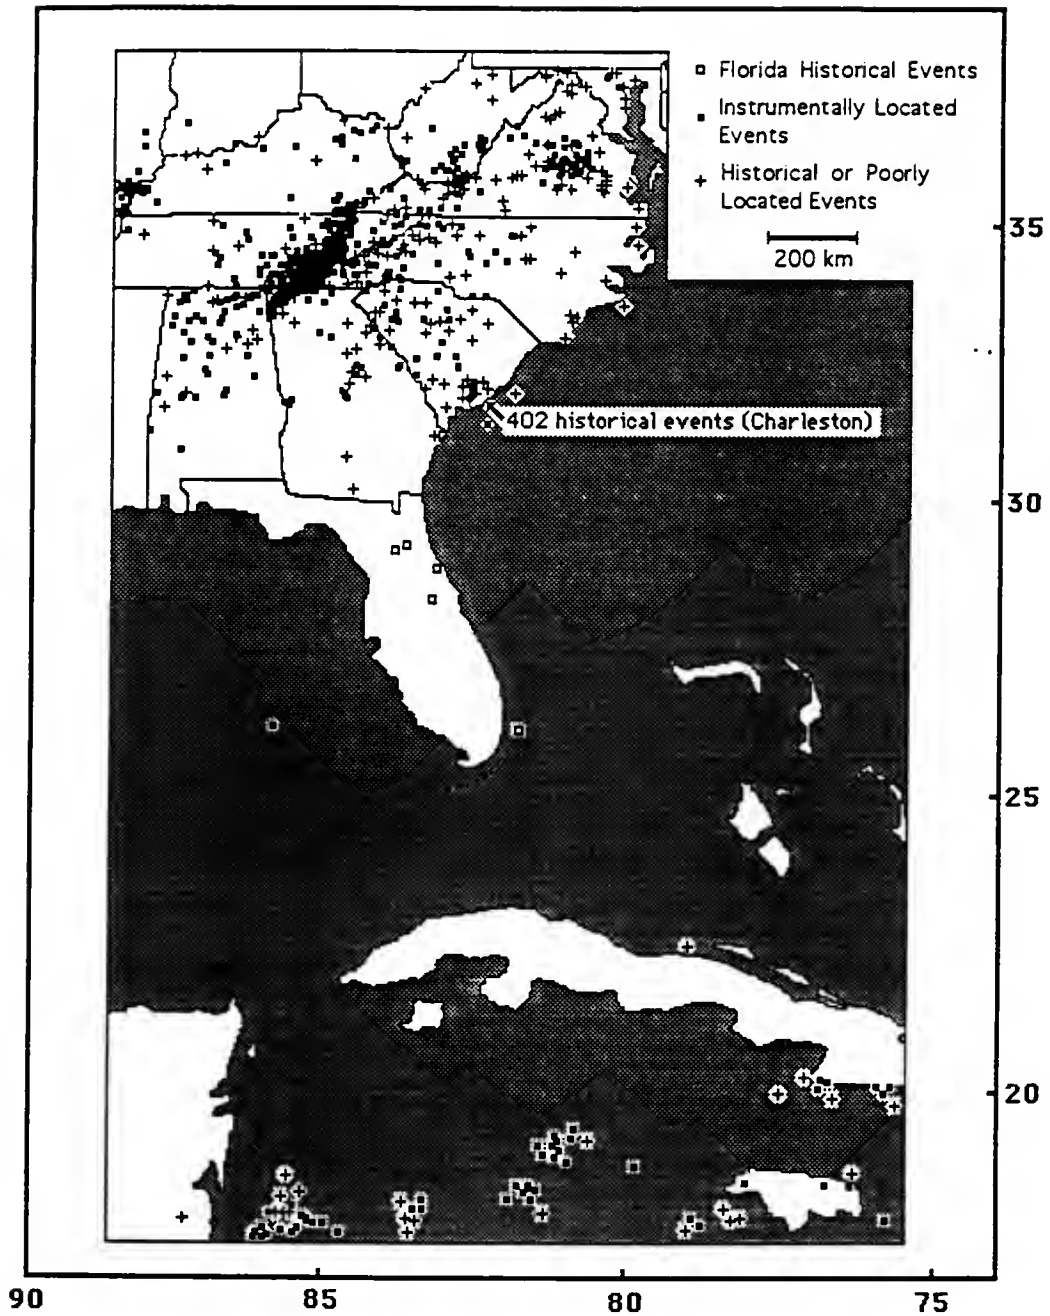 Florida Historical Events
Instrumentally Located
Events
Historical or Poorly
Located Events
200 km
35
402 historical events (Charleston)
30
25
20
90
85
80
75